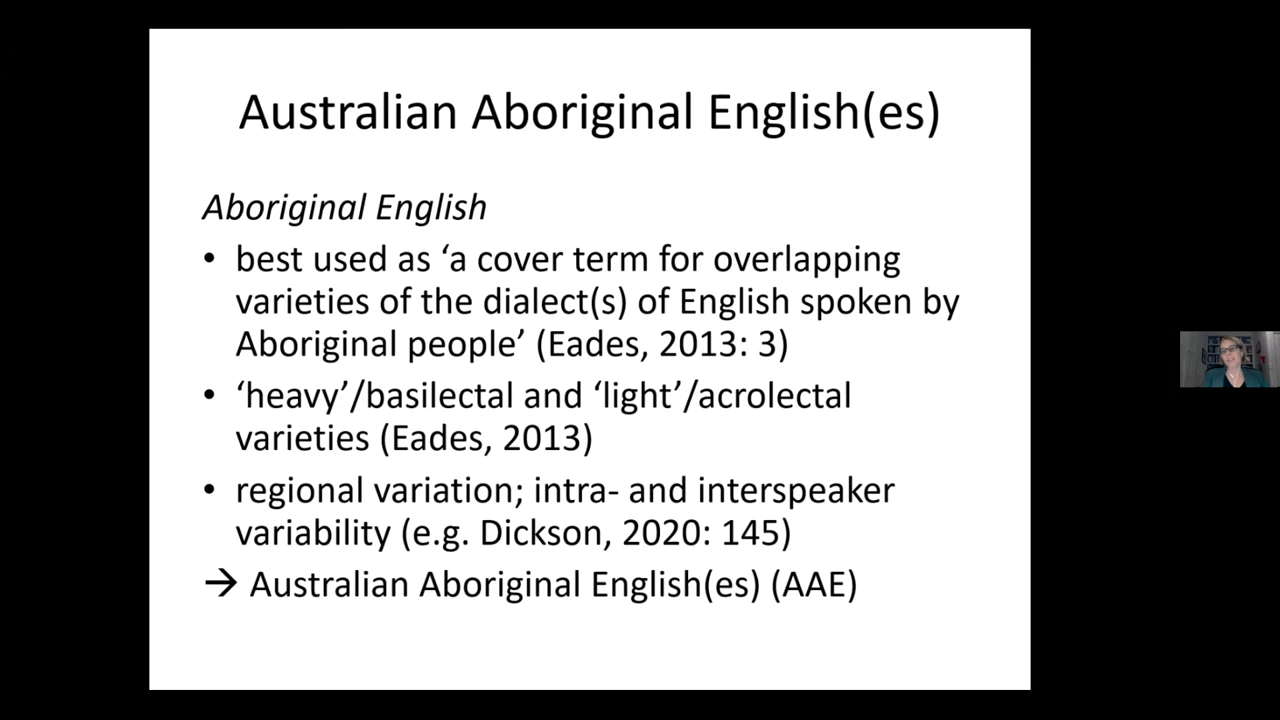 Australian Aboriginal English(es)
Aboriginal English
• best used as ‘a cover term for overlapping
varieties of the dialect(s) of English spoken by
Aboriginal people’ (Eades, 2013: 3)
• ‘heavy’/basilectal and ‘light’/acrolectal
varieties (Eades, 2013)
• regional variation; intra- and interspeaker
variability (e.g. Dickson, 2020: 145)
→ Australian Aboriginal English(es) (AAE)